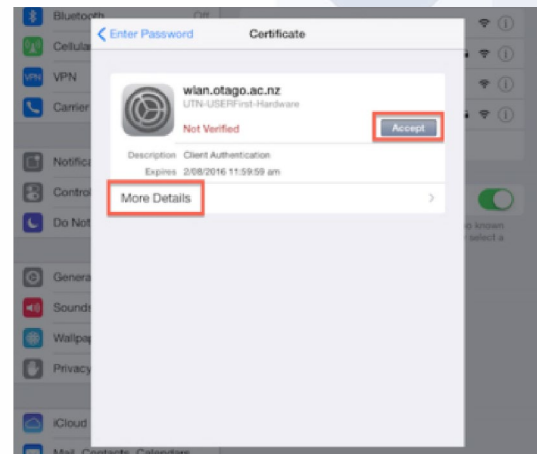 Bluetooth Off
Enter Password Certificate
Cellula
VPN
Carrier
wlan.otago.ac.nz
UTN-USERFirst-Hardware
Not Verified
Accept
Description Client Authentication
Expires 2/08/2016 11:59:59 am
More Details
Notifica
Control
Do Not
o known
select a
Genera
Sounds
Wallpap
Privacy
iCloud
Mail, Contacts, Calendars